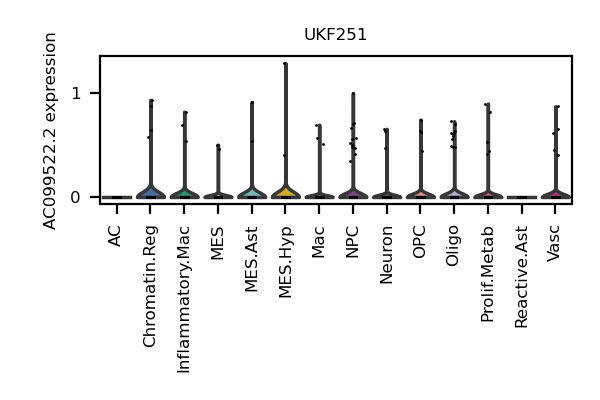 UKF251
AC099522.2 expression
1
0
AC
Chromatin.Reg
Inflammatory.Mac
MES
MES.Ast
MES.Hyp
Mac
NPC
Neuron
OPC
Oligo
Prolif.Metab
Reactive.Ast
Vasc